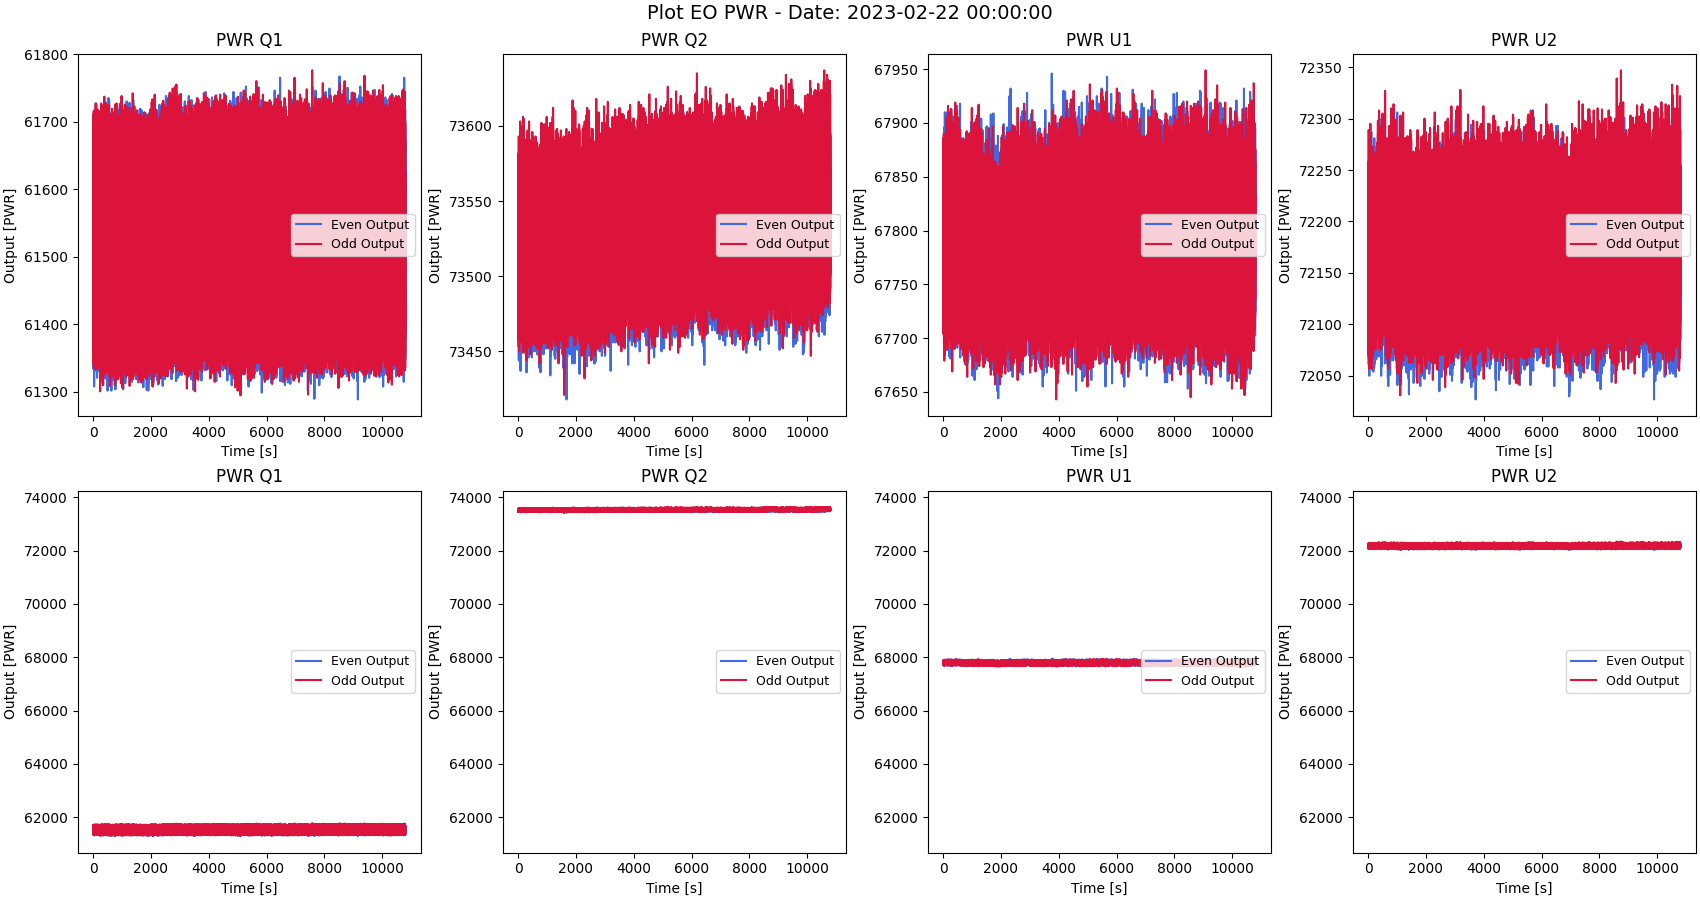 Plot EO PWR - Date: 2023-02-22 00:00:00
PWR Q1
61800
61700
61600
61500
61400
61300
Output [PWR]
0 2000 4000 6000 8000 10000
Time [s]
Even Output
Odd Output
PWR Q2
73600
73550
73500
73450
Output [PWR]
0 2000 4000 6000 8000 10000
Time [s]
Even Output
Odd Output
PWR U1
67950
67900
67850
67800
67750
67700
67650
Output [PWR]
0 2000 4000 6000 8000 10000
Time [s]
Even Output
Odd Output
PWR U2
72350
72300
72250
72200
72150
72100
72050
Output [PWR]
0 2000 4000 6000 8000 10000
Time [s]
Even Output
Odd Output
PWR Q1
74000
72000
70000
68000
66000
64000
62000
Output [PWR]
0 2000 4000 6000 8000 10000
Time [s]
Even Output
Odd Output
PWR Q2
74000
72000
70000
68000
66000
64000
62000
Output [PWR]
0 2000 4000 6000 8000 10000
Time [s]
Even Output
Odd Output
PWR U1
74000
72000
70000
68000
66000
64000
62000
Output [PWR]
0 2000 4000 6000 8000 10000
Time [s]
Even Output
Odd Output
PWR U2
74000
72000
70000
68000
66000
64000
62000
Output [PWR]
0 2000 4000 6000 8000 10000
Time [s]
Even Output
Odd Output